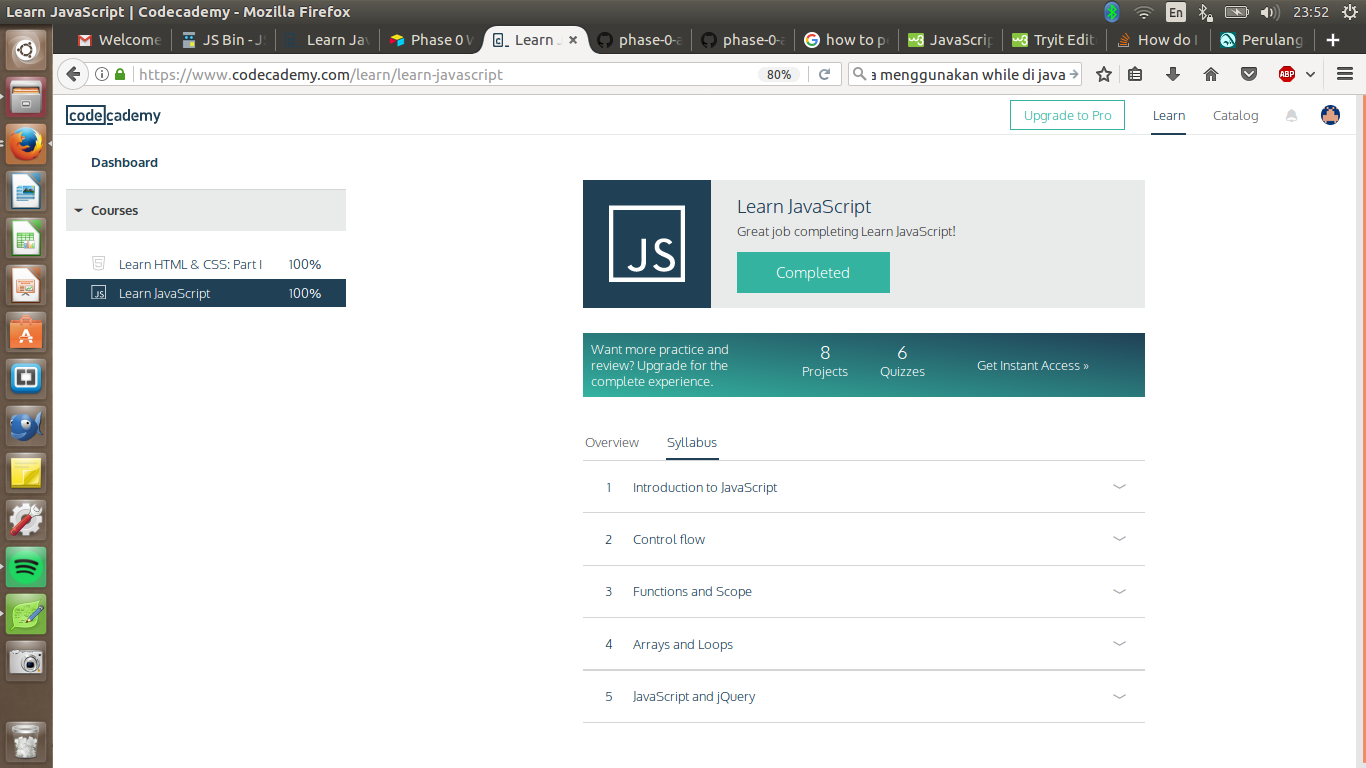 Learn JavaScript | Codecademy - Mozilla Firefox
En
23:52
Welcome
JS Bin - JS
Learn Jav
Phase 0 W
Learn J
phase-0-a
phase-0-a
how to p
JavaScrip
Tryit Edit
How do I
Perulang
https://www.codecademy.com/learn/learn-javascript
80%
a menggunakan while di java
ABP
codecademy
Upgrade to Pro
Learn
Catalog
Dashboard
Courses
Learn HTML & CSS: Part I 100%
JS Learn JavaScript 100%
JS
Learn JavaScript
Great job completing Learn JavaScript!
Completed
Want more practice and
review? Upgrade for the
complete experience.
8
Projects
6
Quizzes
Get Instant Access »
Overview
Syllabus
1 Introduction to JavaScript
2 Control flow
3 Functions and Scope
4 Arrays and Loops
5 JavaScript and jQuery